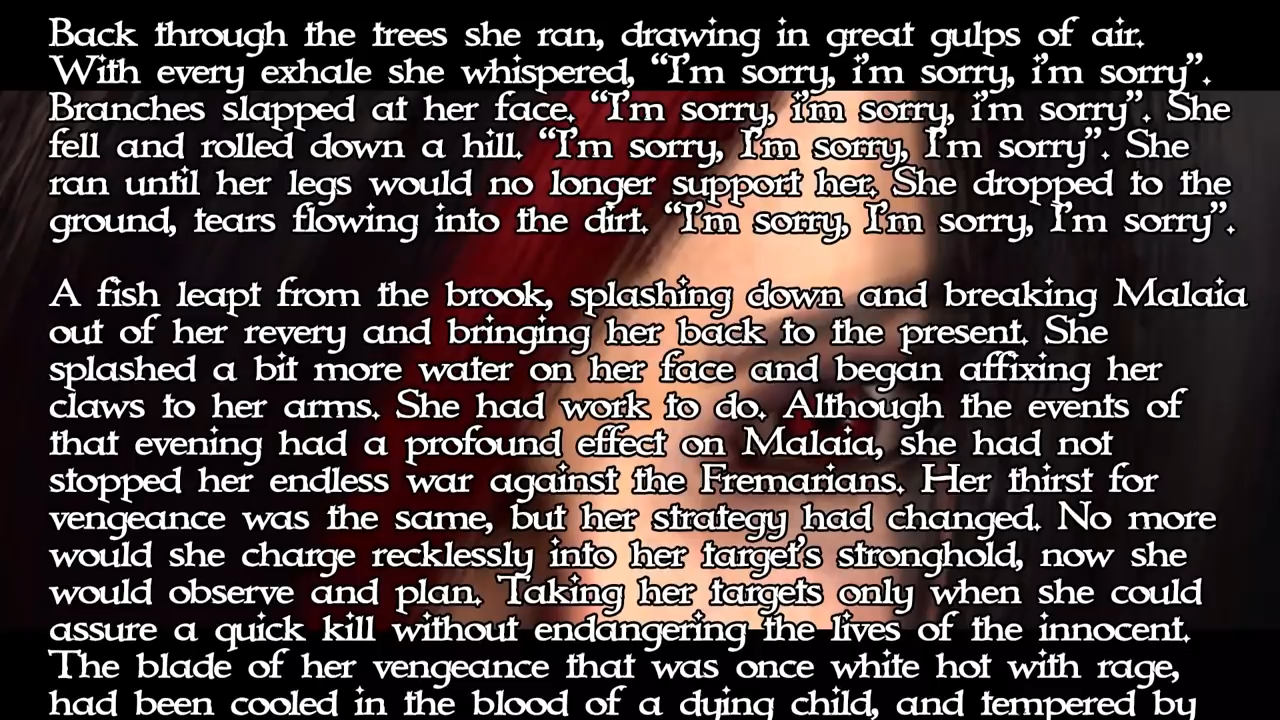 Back through the trees she ran, drawing in great gulps of air.
With every exhale she whispered, “I'm sorry, i'm sorry, i'm sorry”.
Branches slapped at her face. “I'm sorry, i'm sorry, i'm sorry”. She
fell and rolled down a hill. “I'm sorry, I'm sorry, I'm sorry”. She
ran until her legs would no longer support her. She dropped to the
ground, tears flowing into the dirt. “I'm sorry, I'm sorry, I'm sorry”.

A fish leapt from the brook, splashing down and breaking Malaia
out of her revery and bringing her back to the present. She
splashed a bit more water on her face and began affixing her
claws to her arms. She had work to do. Although the events of
that evening had a profound effect on Malaia, she had not
stopped her endless war against the Fremarians. Her thirst for
vengeance was the same, but her strategy had changed. No more
would she charge recklessly into her target's stronghold, now she
would observe and plan. Taking her targets only when she could
assure a quick kill without endangering the lives of the innocent.
The blade of her vengeance that was once white hot with rage,
had been cooled in the blood of a dying child, and tempered by